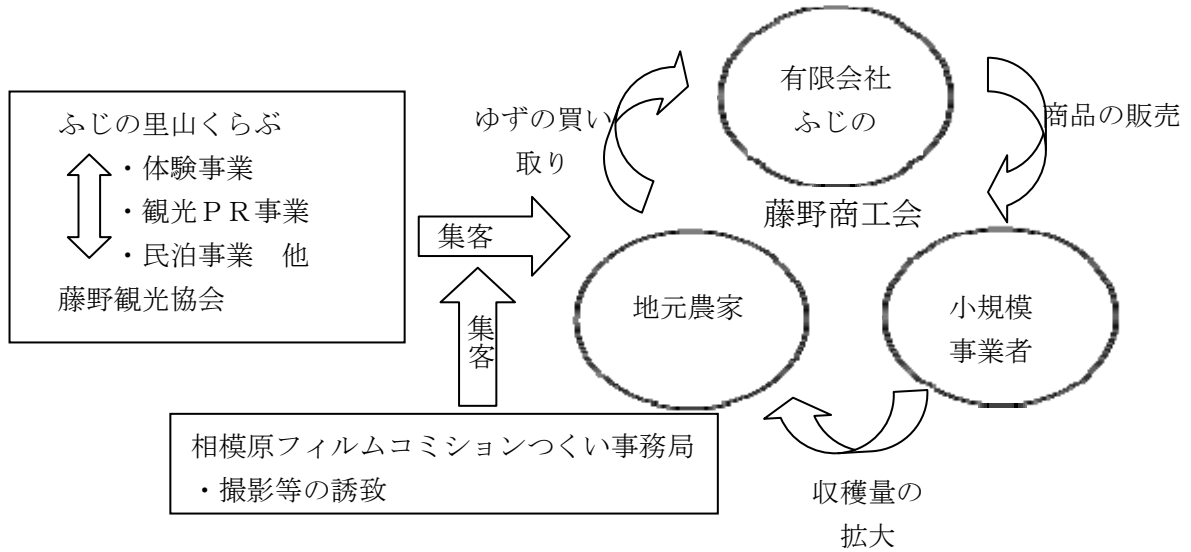 ふじの里山くらぶ
・体験事業
・観光ＰＲ事業
・民泊事業　他
藤野観光協会
集客
集客
相模原フィルムコミションつくい事務局
・撮影等の誘致
ゆずの買い
取り
有限会社
ふじの
商品の販売
藤野商工会
地元農家
小規模
事業者
収穫量の
拡大